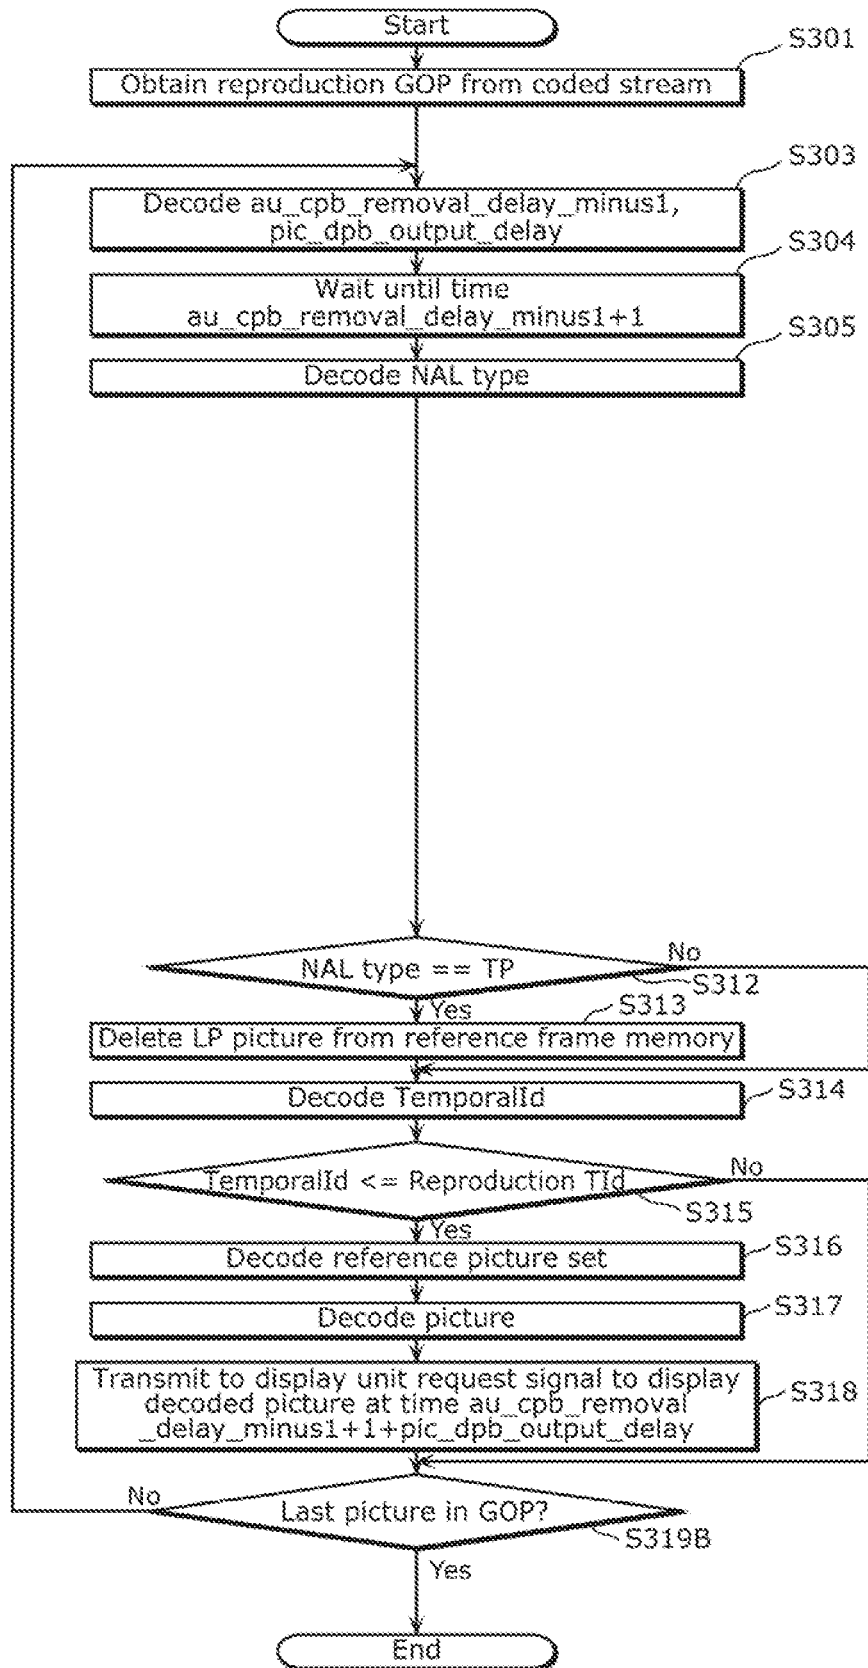 Start
S301
Obtain reproduction GOP from coded stream
S303
Decode au_cpb_removal_delay_minus1,
pic_dpb_output_delay
S304
Wait until time
au_cpb_removal_delay_minus1+1
S305
Decode NAL type
NAL type == TP
No
S312
Yes
S313
Delete LP picture from reference frame memory
Decode TemporalId
S314
TemporalId <= Reproduction TId
No
S315
Yes
Decode reference picture set
S316
Decode picture
S317
Transmit to display unit request signal to display
decoded picture at time au_cpb_removal
_delay_minus1+1+pic_dpb_output_delay
S318
No
Last picture in GOP?
S319B
Yes
End